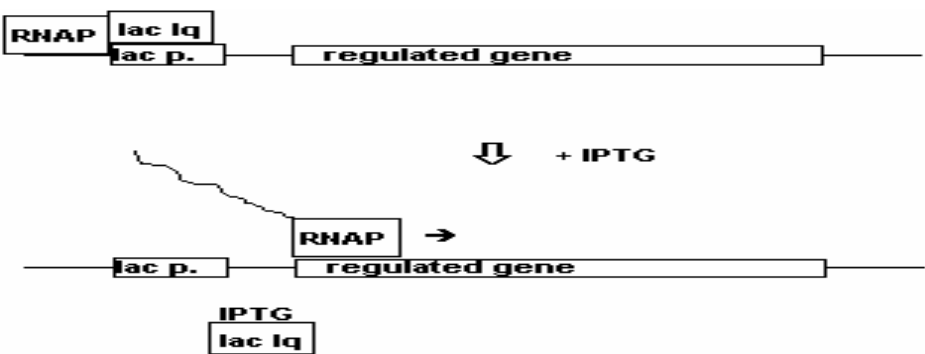 RNAP lac Iq
lac p. regulated gene
+ IPTG
RNAP
lac p. regulated gene
IPTG
lac Iq